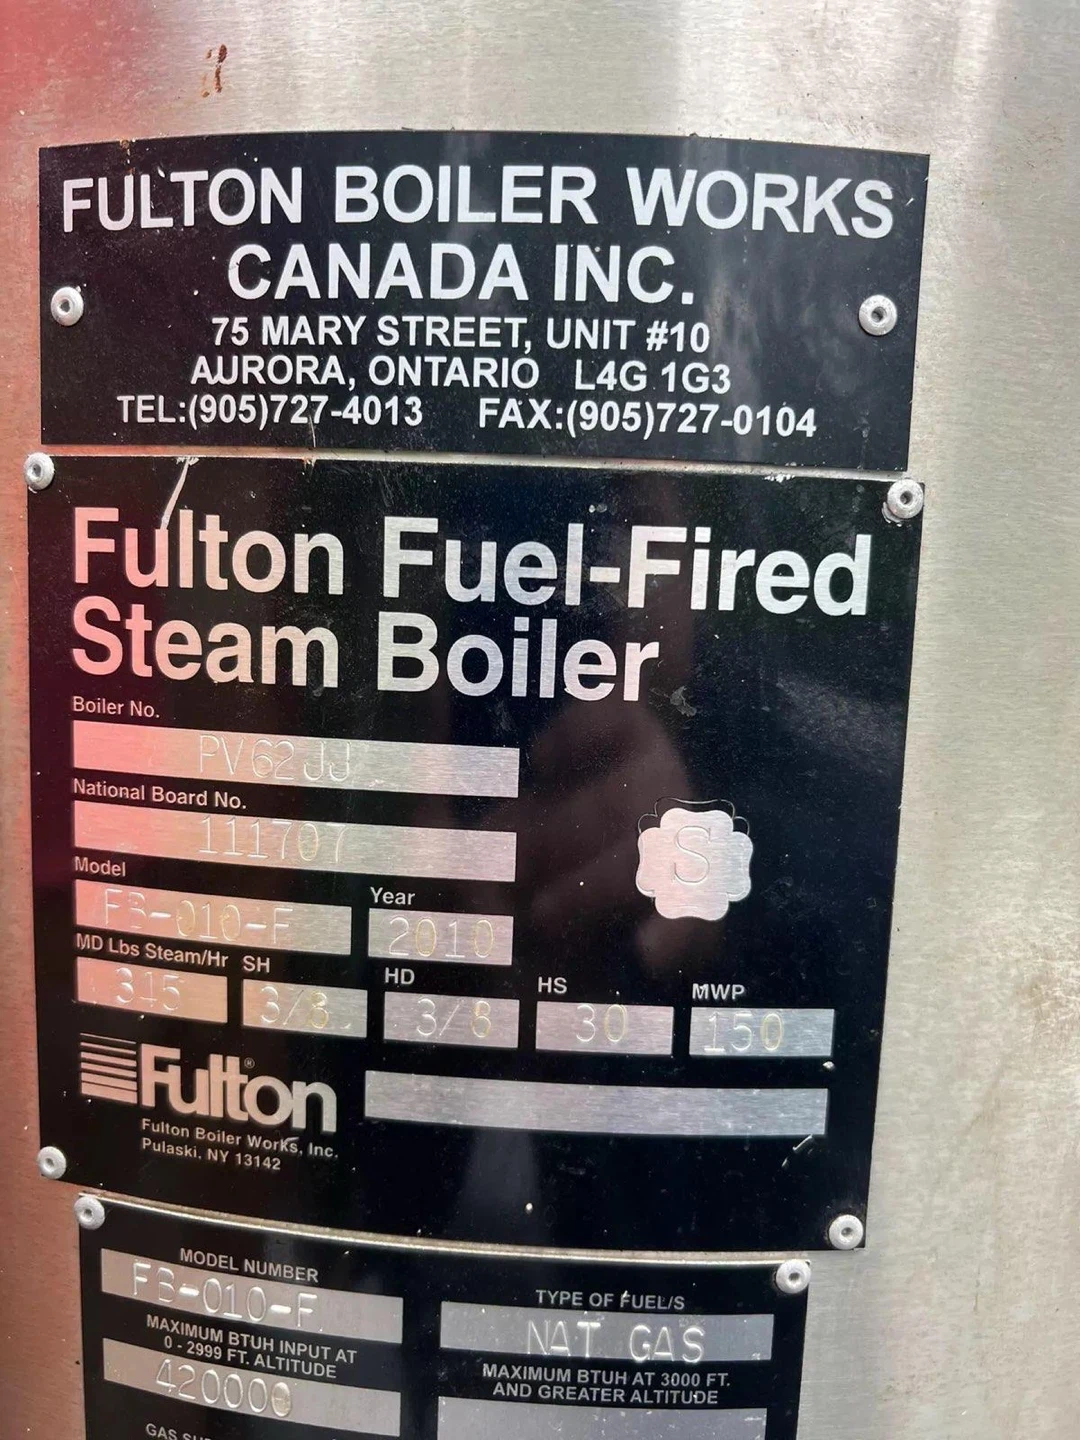 FULTON BOILER WORKS
CANADA INC.
75 MARY STREET, UNIT #10
AURORA, ONTARIO L4G 1G3
TEL:(905)727-4013 FAX:(905)727-0104
Fulton Fuel-Fired
Steam Boiler
Boiler No.
PV62JJ
National Board No.
111707
S
Model Year
FB-010-F 2010
MD Lbs Steam/Hr SH HD HS MWP
345 3/8 3/8 30 150
Fulton®
Fulton Boiler Works, Inc.
Pulaski, NY 13142
MODEL NUMBER
FB-010-F
TYPE OF FUEL/S
NAT GAS
MAXIMUM BTUH INPUT AT
0 - 2999 FT. ALTITUDE
420000
MAXIMUM BTUH AT 3000 FT.
AND GREATER ALTITUDE
GAS